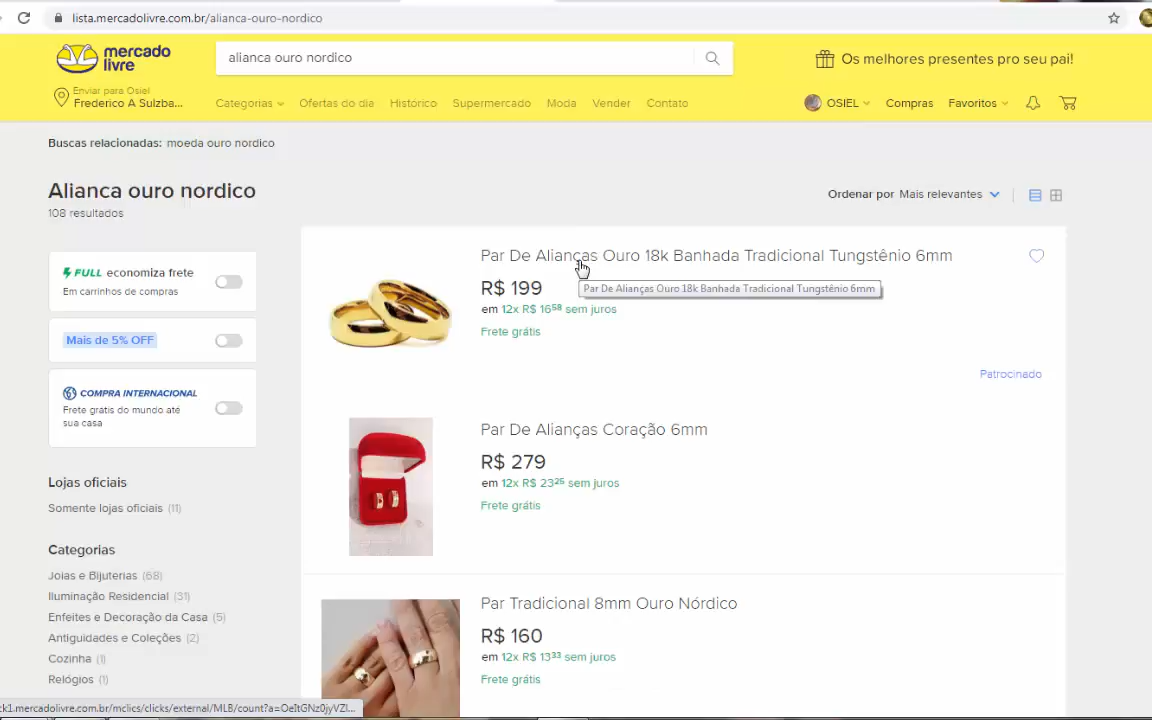 lista.mercadolivre.com.br/alianca-ouro-nordico
mercado
livre
alianca ouro nordico
Os melhores presentes pro seu pai!
Enviar para Osiel
Frederico A Sulzba...
Categorias
Ofertas do dia
Histórico
Supermercado
Moda
Vender
Contato
OSIEL
Compras
Favoritos
Buscas relacionadas: moeda ouro nordico
Alianca ouro nordico
108 resultados
Ordenar por Mais relevantes
FULL economiza frete
Em carrinhos de compras
Mais de 5% OFF
COMPRA INTERNACIONAL
Frete grátis do mundo até
sua casa
Lojas oficiais
Somente lojas oficiais (11)
Categorias
Joias e Bijuterias (68)
Iluminação Residencial (31)
Enfeites e Decoração da Casa (5)
Antiguidades e Coleções (2)
Cozinha (1)
Relógios (1)
Par De Alianças Ouro 18k Banhada Tradicional Tungstênio 6mm
R$ 199
Par De Alianças Ouro 18k Banhada Tradicional Tungstênio 6mm
em 12x R$ 16⁵⁸ sem juros
Frete grátis
Patrocinado
Par De Alianças Coração 6mm
R$ 279
em 12x R$ 23²⁵ sem juros
Frete grátis
Par Tradicional 8mm Ouro Nórdico
R$ 160
em 12x R$ 13³³ sem juros
Frete grátis